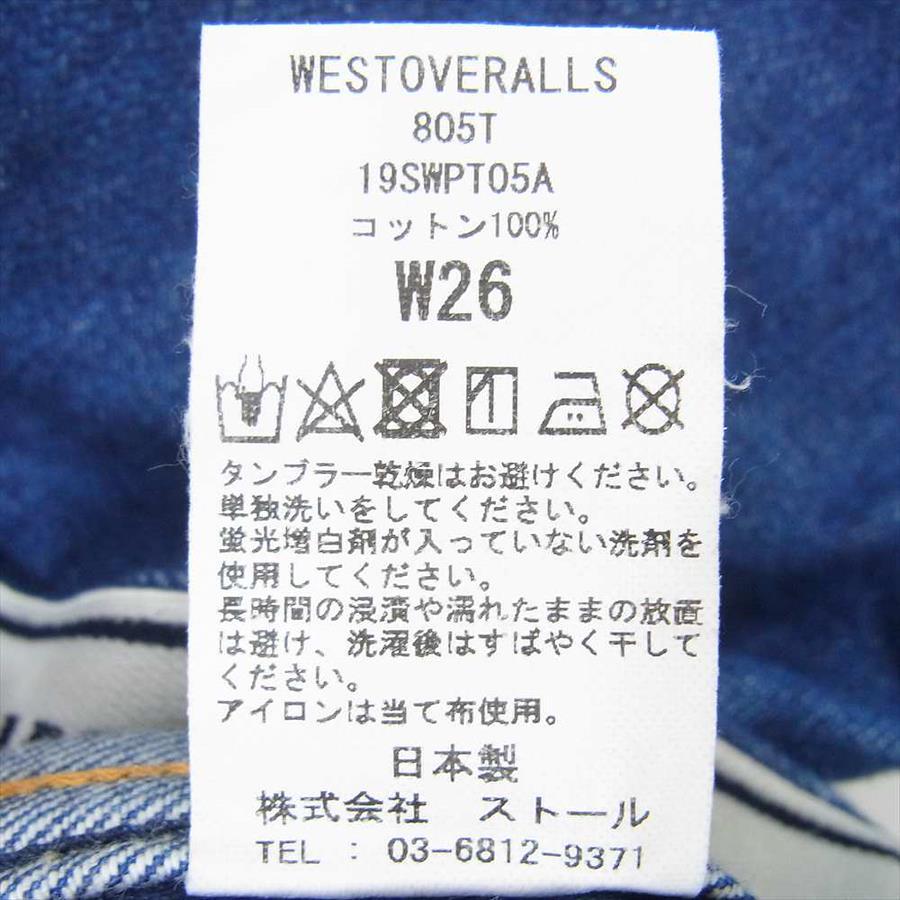 WESTOVERALLS
805T
19SWPT05A
コットン100%
W26
タンブラー乾燥はお避けください。
単独洗いをしてください。
蛍光増白剤が入っていない洗剤を
使用してください。
長時間の浸漬や濡れたままの放置
は避け、洗濯後はすばやく干して
ください。
アイロンは当て布使用。
日本製
株式会社 ストール
TEL : 03-6812-9371